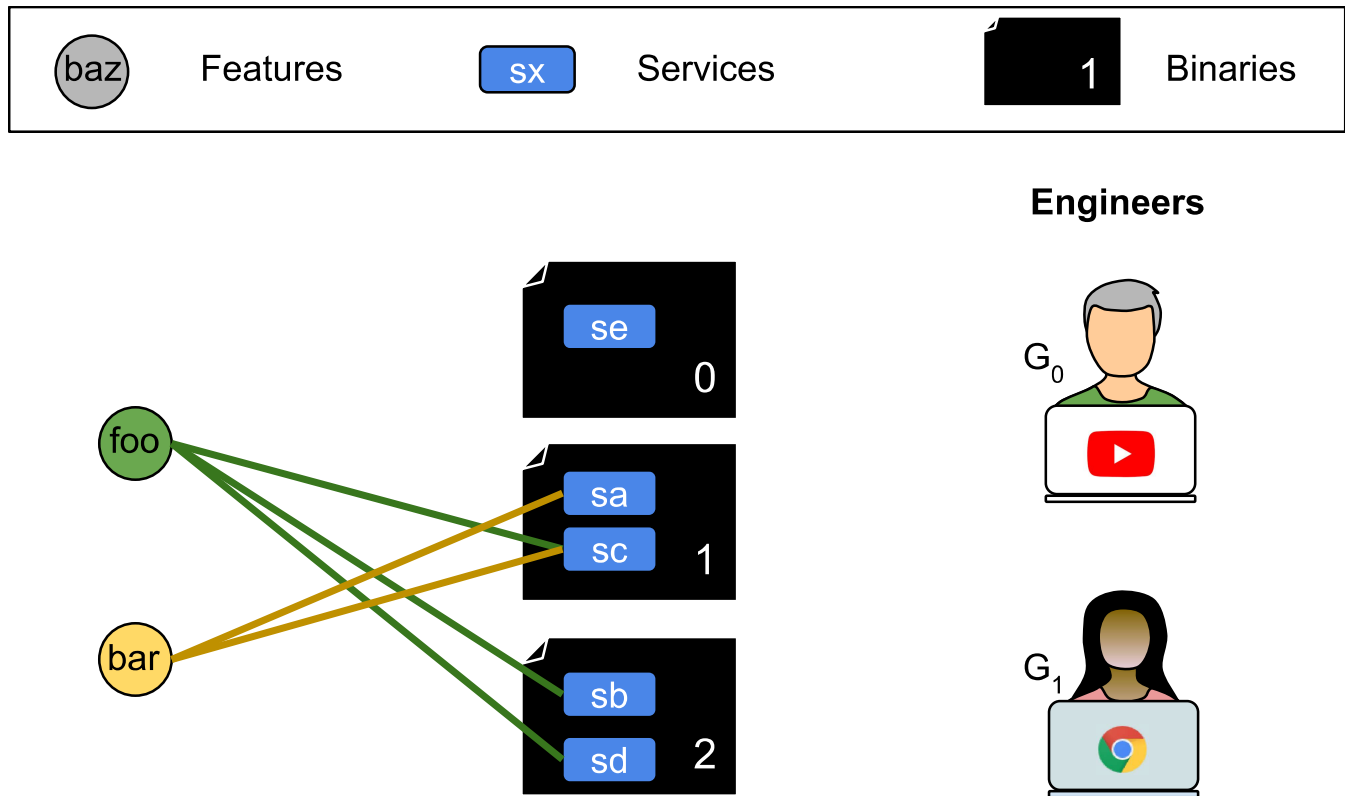 baz Features sx Services 1 Binaries
Engineers
se
0
G0
foo
sa
sc
1
bar
sb
G1
sd
2